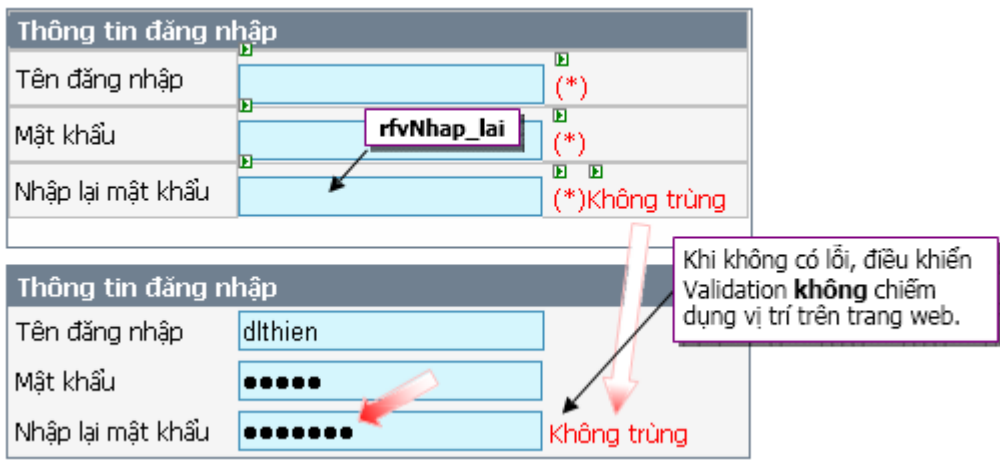 Thông tin đăng nhập
Tên đăng nhập
(*)
Mật khẩu
rfvNhap_lai
(*)
Nhập lại mật khẩu
(*)Không trùng
Khi không có lỗi, điều khiển
Validation không chiếm
dụng vị trí trên trang web.
Thông tin đăng nhập
Tên đăng nhập
dlthien
Mật khẩu
●●●●●
Nhập lại mật khẩu
●●●●●●●
Không trùng